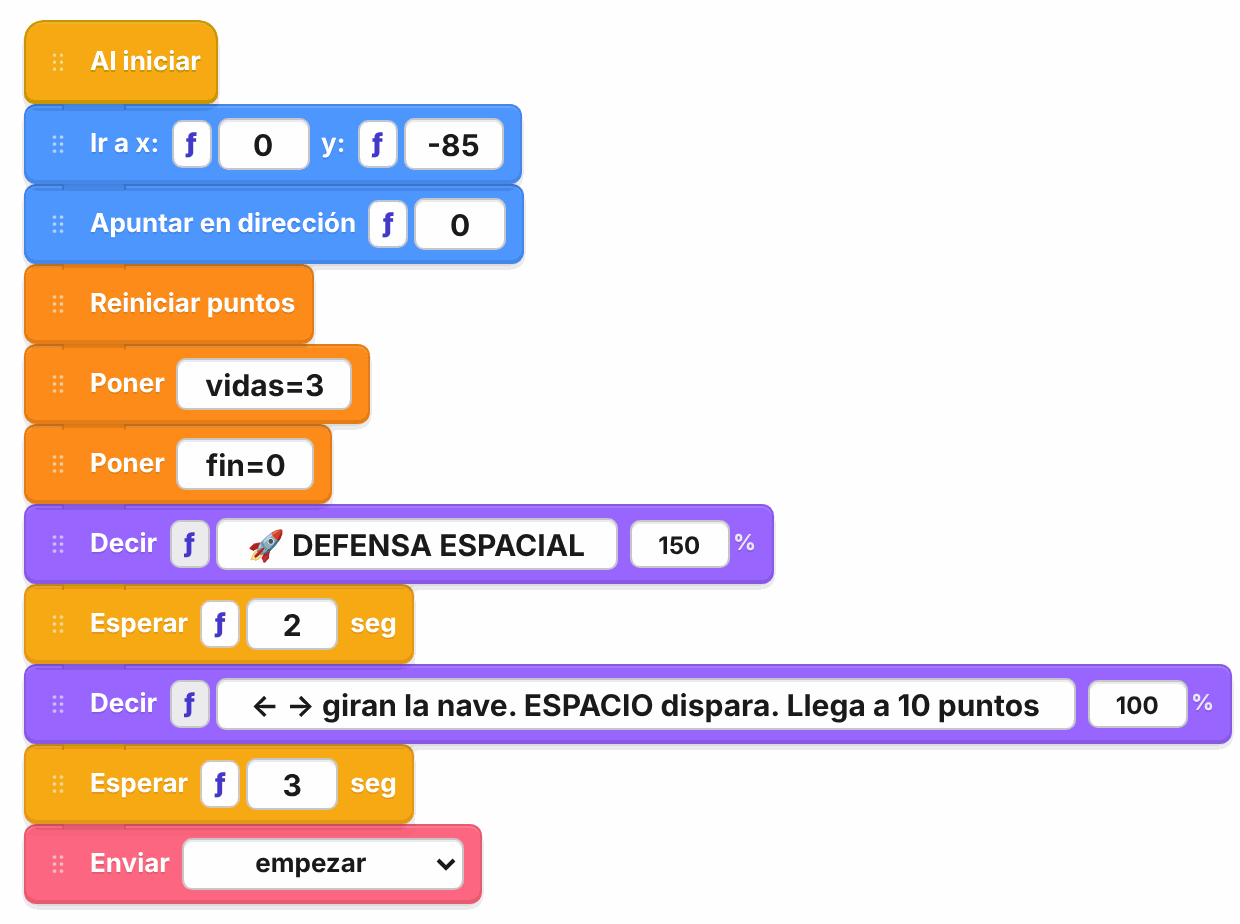 Al iniciar
Ir a x: ƒ 0 y: ƒ -85
Apuntar en dirección ƒ 0
Reiniciar puntos
Poner vidas=3
Poner fin=0
Decir ƒ 🚀 DEFENSA ESPACIAL 150 %
Esperar ƒ 2 seg
Decir ƒ ← → giran la nave. ESPACIO dispara. Llega a 10 puntos 100 %
Esperar ƒ 3 seg
Enviar empezar